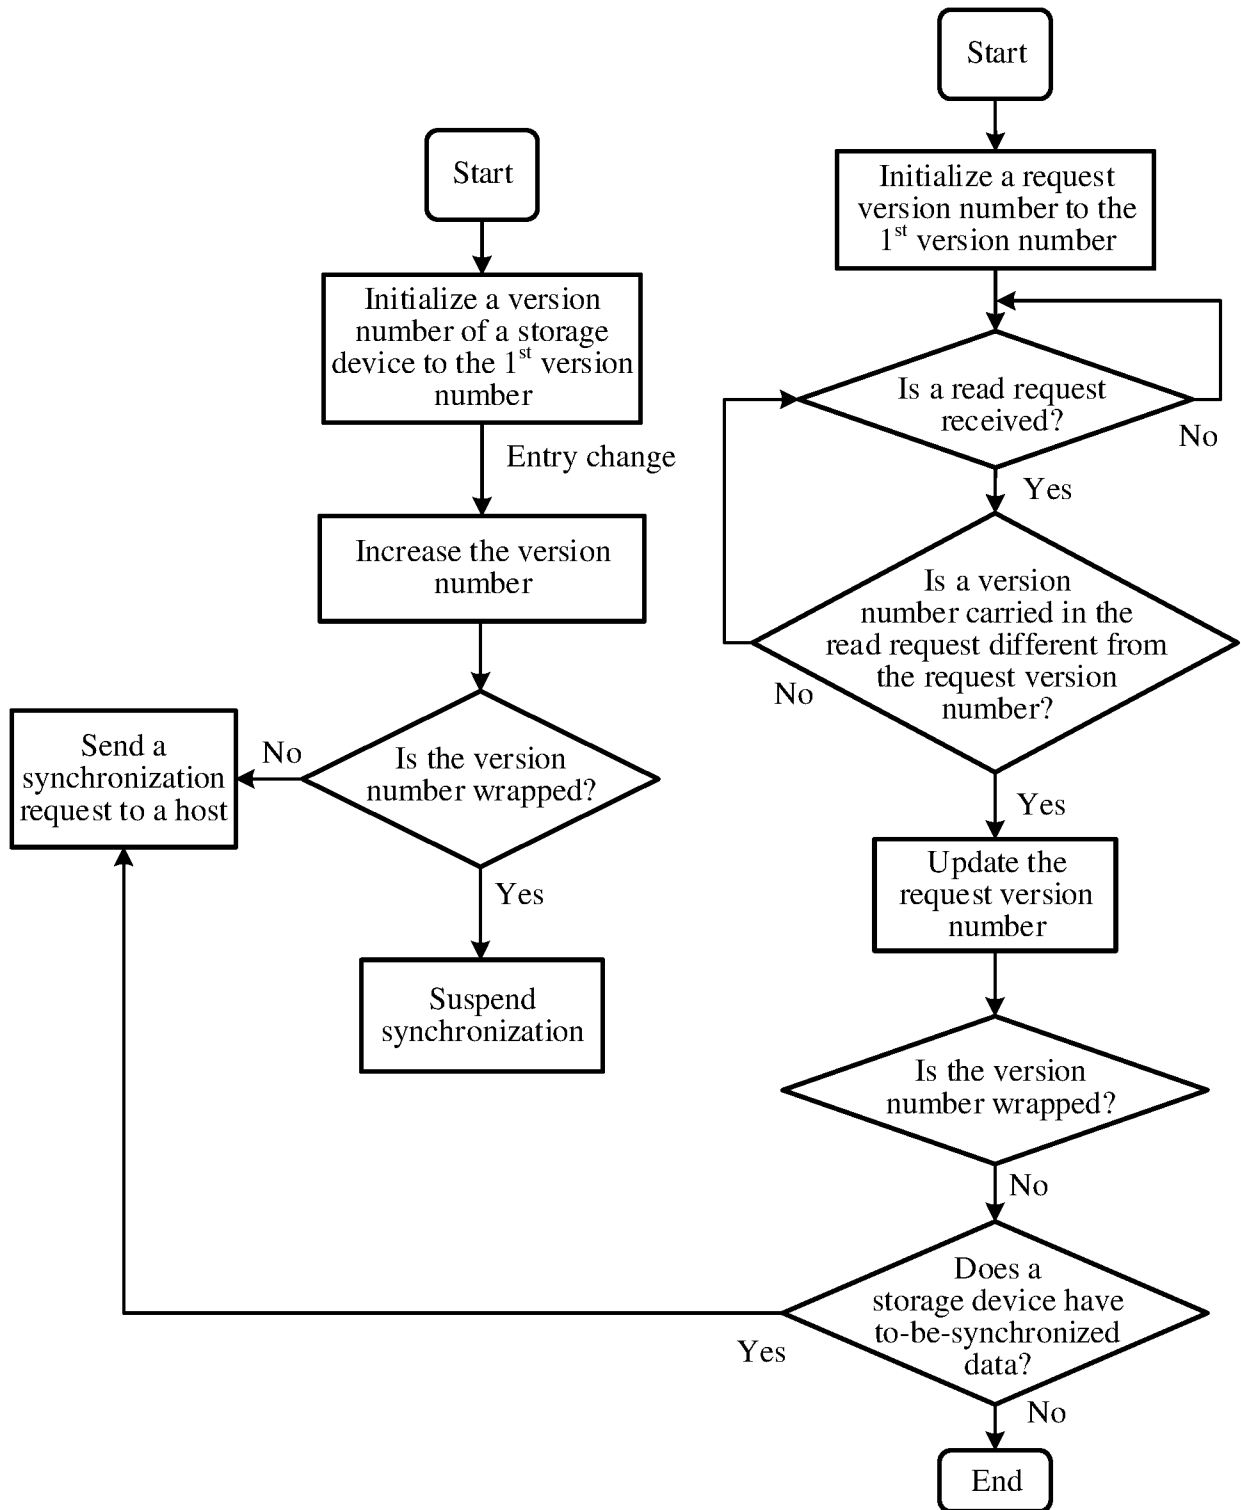 Start
Initialize a version
number of a storage
device to the 1st version
number
Entry change
Increase the version
number
Is the version
number wrapped?
No
Send a
synchronization
request to a host
Yes
Suspend
synchronization
Start
Initialize a request
version number to the
1st version number
Is a read request
received?
No
Yes
Is a version
number carried in the
read request different from
the request version
number?
No
Yes
Update the
request version
number
Is the version
number wrapped?
No
Does a
storage device have
to-be-synchronized
data?
Yes
No
End